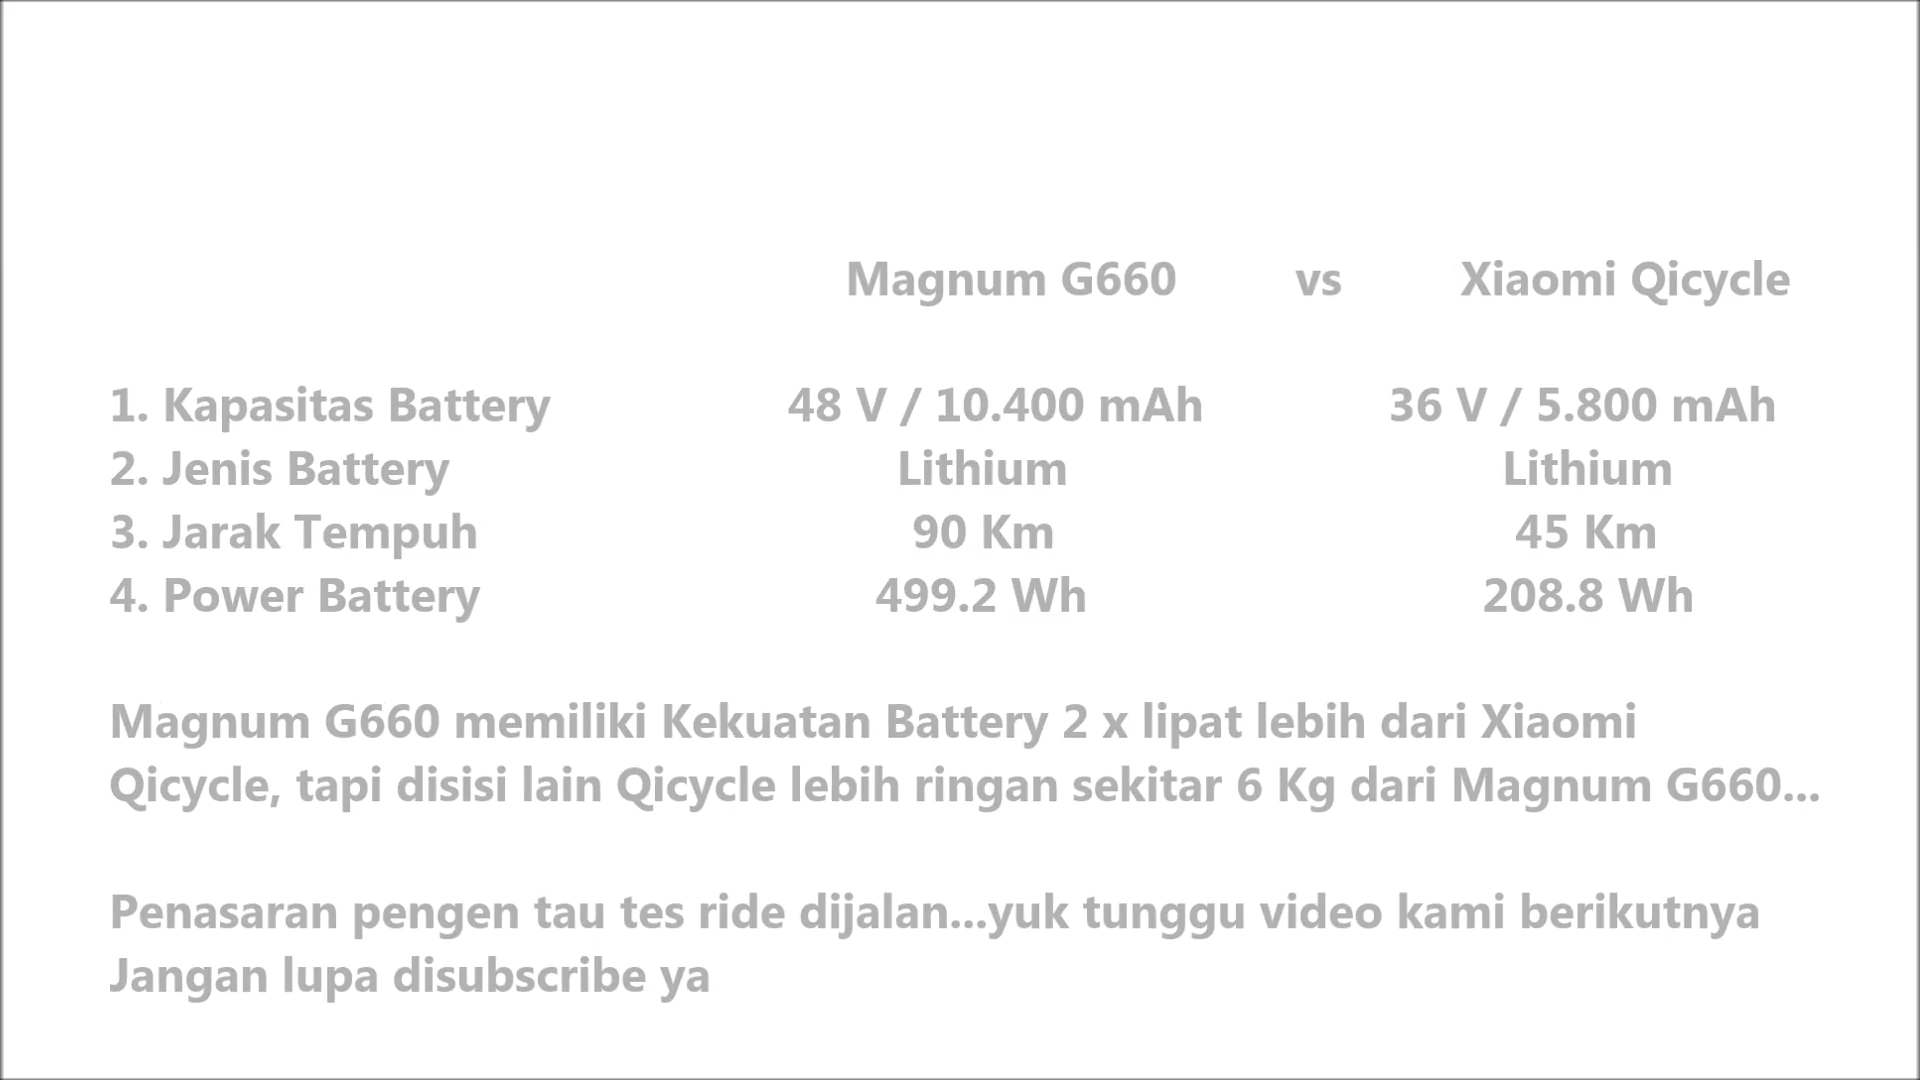 Magnum G660 vs Xiaomi Qicycle
1. Kapasitas Battery 48 V / 10.400 mAh 36 V / 5.800 mAh
2. Jenis Battery Lithium Lithium
3. Jarak Tempuh 90 Km 45 Km
4. Power Battery 499.2 Wh 208.8 Wh
Magnum G660 memiliki Kekuatan Battery 2 x lipat lebih dari Xiaomi
Qicycle, tapi disisi lain Qicycle lebih ringan sekitar 6 Kg dari Magnum G660...
Penasaran pengen tau tes ride dijalan...yuk tunggu video kami berikutnya
Jangan lupa disubscribe ya